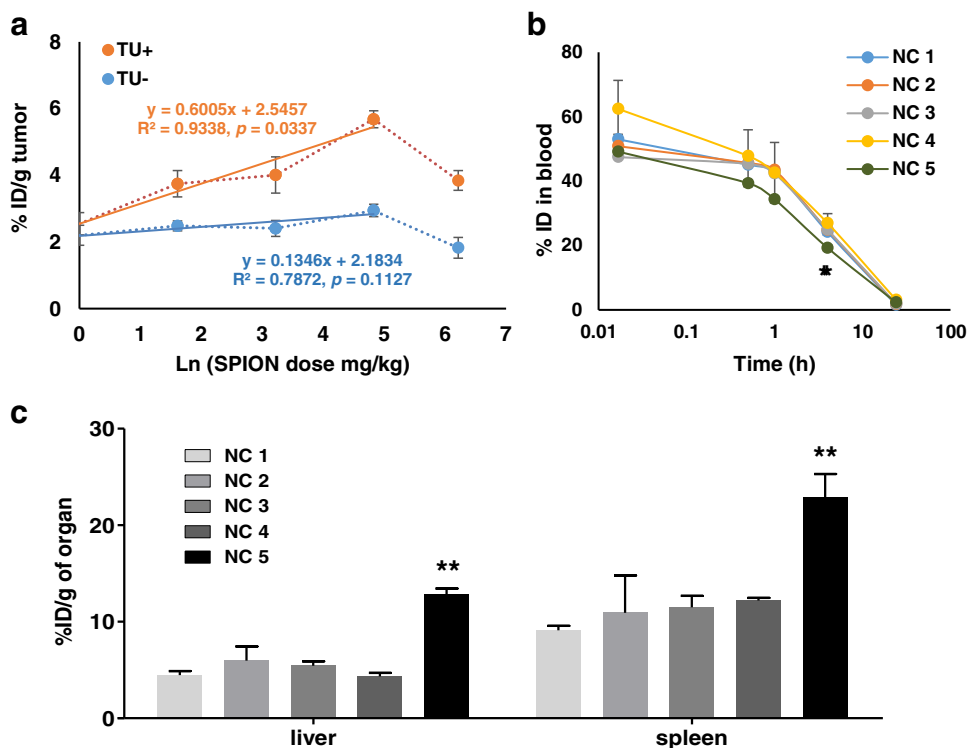 a
8
6
4
2
0
% ID/g tumor
TU+
TU-
y = 0.6005x + 2.5457
R² = 0.9338, p = 0.0337
y = 0.1346x + 2.1834
R² = 0.7872, p = 0.1127
0 1 2 3 4 5 6 7
Ln (SPION dose mg/kg)
b
80
60
40
20
0
% ID in blood
NC 1
NC 2
NC 3
NC 4
NC 5
*
0.01 0.1 1 10 100
Time (h)
c
30
20
10
0
%ID/g of organ
NC 1
NC 2
NC 3
NC 4
NC 5
**
**
liver spleen